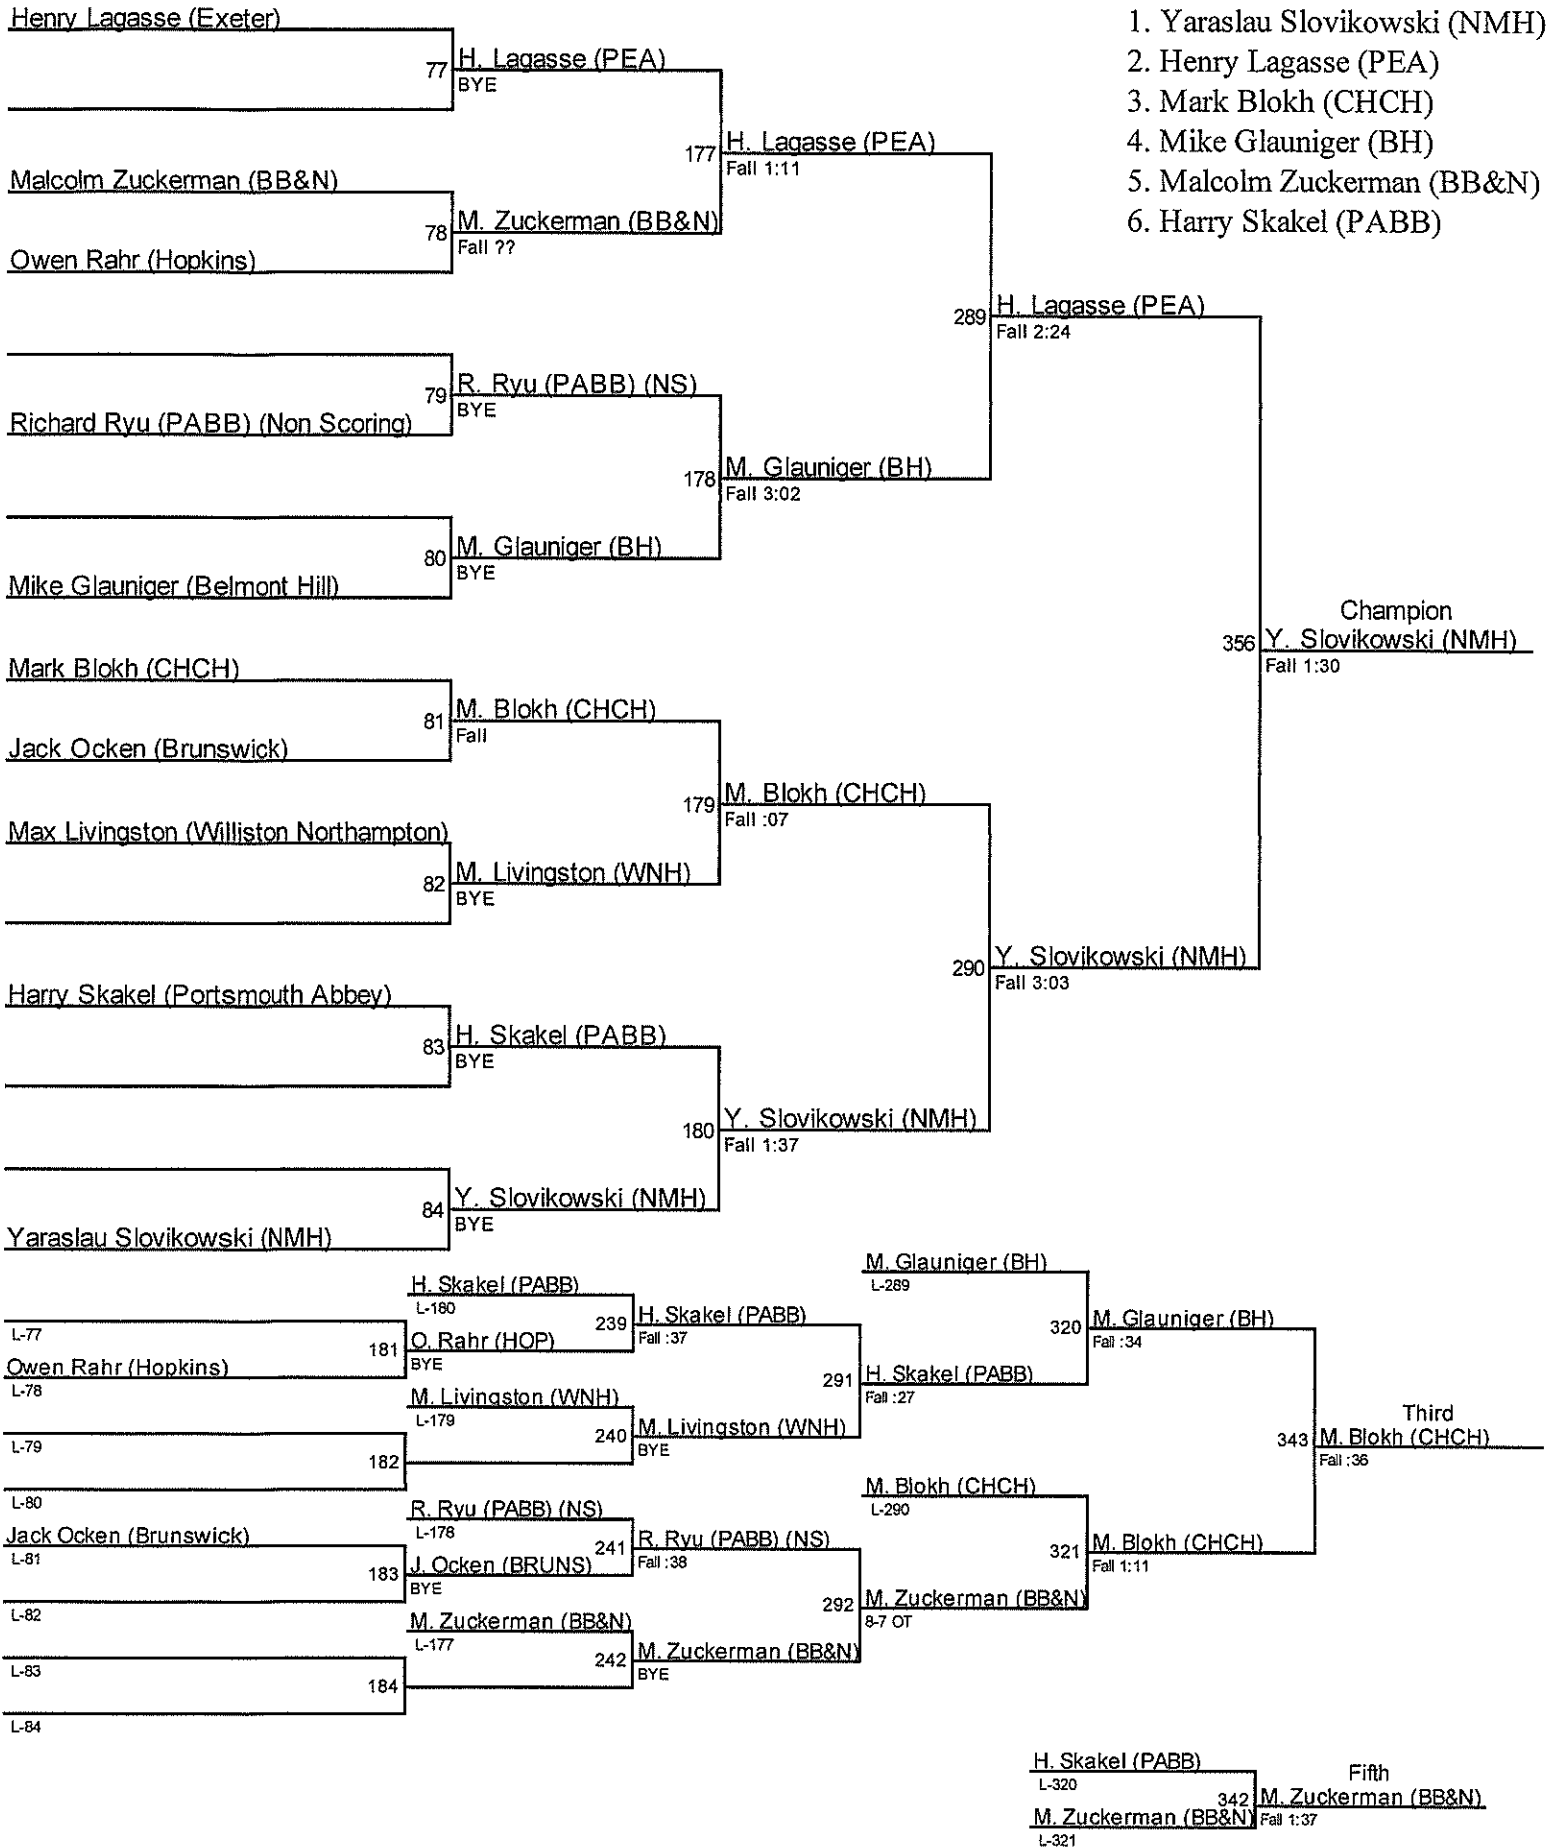 Henry Lagasse (Exeter)
77
H. Lagasse (PEA)
BYE
Malcolm Zuckerman (BB&N)
Owen Rahr (Hopkins)
78
M. Zuckerman (BB&N)
Fall ??
177
H. Lagasse (PEA)
Fall 1:11
Richard Ryu (PABB) (Non Scoring)
79
R. Ryu (PABB) (NS)
BYE
Mike Glauniger (Belmont Hill)
80
M. Glauniger (BH)
BYE
178
M. Glauniger (BH)
Fall 3:02
289
H. Lagasse (PEA)
Fall 2:24
Mark Blokh (CHCH)
Jack Ocken (Brunswick)
81
M. Blokh (CHCH)
Fall
Max Livingston (Williston Northampton)
82
M. Livingston (WNH)
BYE
179
M. Blokh (CHCH)
Fall :07
Harry Skakel (Portsmouth Abbey)
83
H. Skakel (PABB)
BYE
Yaraslau Slovikowski (NMH)
84
Y. Slovikowski (NMH)
BYE
180
Y. Slovikowski (NMH)
Fall 1:37
290
Y. Slovikowski (NMH)
Fall 3:03
Champion
356
Y. Slovikowski (NMH)
Fall 1:30
1. Yaraslau Slovikowski (NMH)
2. Henry Lagasse (PEA)
3. Mark Blokh (CHCH)
4. Mike Glauniger (BH)
5. Malcolm Zuckerman (BB&N)
6. Harry Skakel (PABB)
L-77
Owen Rahr (Hopkins)
L-78
181
H. Skakel (PABB)
L-180
O. Rahr (HOP)
BYE
239
H. Skakel (PABB)
Fall :37
L-79
L-80
182
M. Livingston (WNH)
L-179
240
M. Livingston (WNH)
BYE
291
M. Glauniger (BH)
L-289
H. Skakel (PABB)
Fall :27
320
M. Glauniger (BH)
Fall :34
Jack Ocken (Brunswick)
L-81
L-82
183
R. Ryu (PABB) (NS)
L-178
J. Ocken (BRUNS)
BYE
241
R. Ryu (PABB) (NS)
Fall :38
L-83
L-84
184
M. Zuckerman (BB&N)
L-177
242
M. Zuckerman (BB&N)
BYE
292
M. Blokh (CHCH)
L-290
M. Zuckerman (BB&N)
8-7 OT
321
M. Blokh (CHCH)
Fall 1:11
Third
343
M. Blokh (CHCH)
Fall :36
H. Skakel (PABB)
L-320
M. Zuckerman (BB&N)
L-321
342
Fifth
M. Zuckerman (BB&N)
Fall 1:37